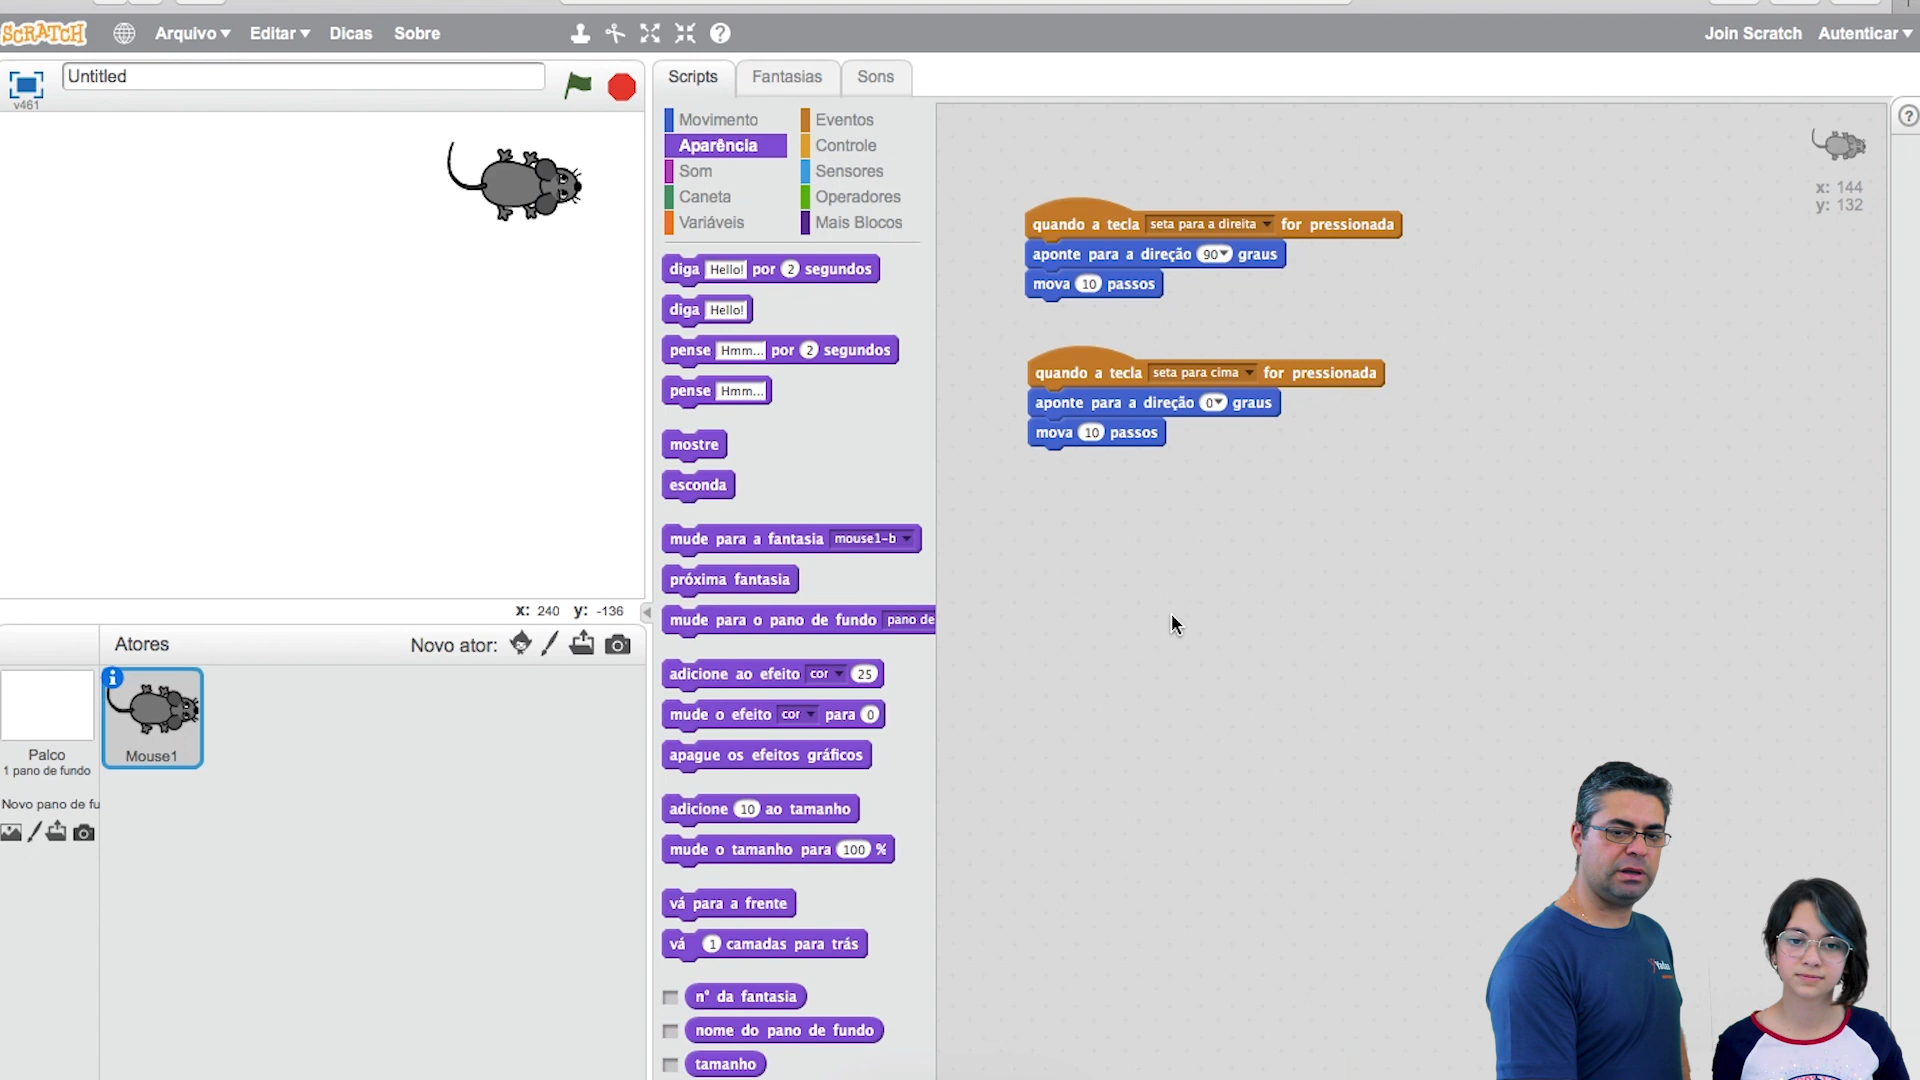 SCRATCH
Arquivo▼ Editar▼ Dicas Sobre
Join Scratch Autenticar▼
v461
Untitled
Scripts Fantasias Sons
Movimento
Aparência
Som
Caneta
Variáveis
Eventos
Controle
Sensores
Operadores
Mais Blocos
diga Hello! por 2 segundos
diga Hello!
pense Hmm... por 2 segundos
pense Hmm...
mostre
esconda
mude para a fantasia mouse1-b
próxima fantasia
mude para o pano de fundo pano de
adicione ao efeito cor 25
mude o efeito cor para 0
apague os efeitos gráficos
adicione 10 ao tamanho
mude o tamanho para 100 %
vá para a frente
vá 1 camadas para trás
nº da fantasia
nome do pano de fundo
tamanho
quando a tecla seta para a direita for pressionada
aponte para a direção 90 graus
mova 10 passos
quando a tecla seta para cima for pressionada
aponte para a direção 0 graus
mova 10 passos
x: 144
y: 132
x: 240 y: -136
Atores
Novo ator:
Mouse1
Palco
1 pano de fundo
Novo pano de fu